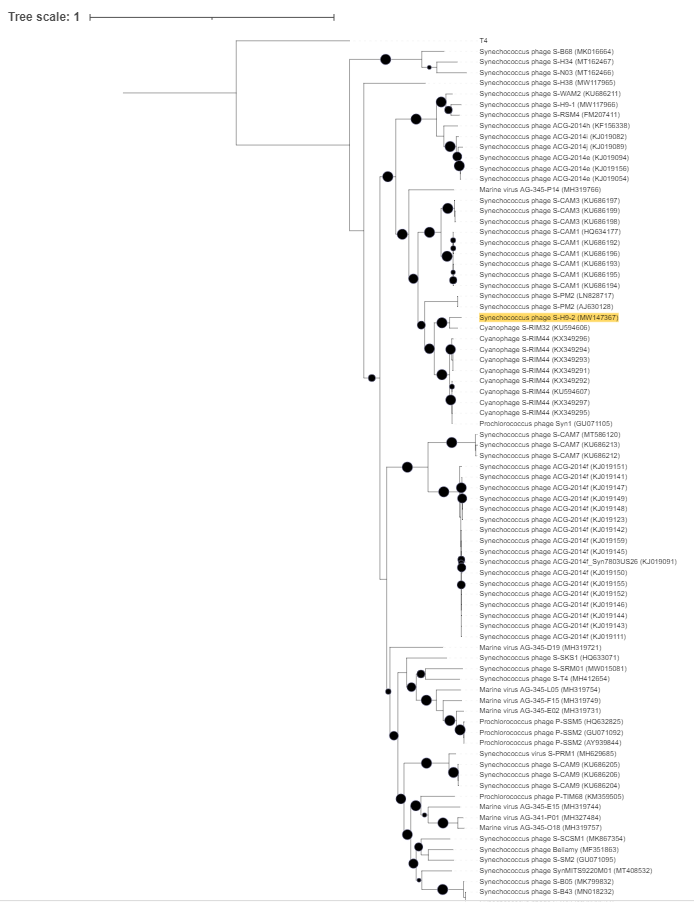 Tree scale: 1
T4
Synechococcus phage S-B68 (MK016664)
Synechococcus phage S-H34 (MT162467)
Synechococcus phage S-N03 (MT162466)
Synechococcus phage S-H38 (MW117965)
Synechococcus phage S-WAM2 (KU686211)
Synechococcus phage S-H9-1 (MW117966)
Synechococcus phage S-RSM4 (FM207411)
Synechococcus phage ACG-2014h (KF156338)
Synechococcus phage ACG-2014i (KJ019082)
Synechococcus phage ACG-2014j (KJ019089)
Synechococcus phage ACG-2014e (KJ019094)
Synechococcus phage ACG-2014e (KJ019156)
Synechococcus phage ACG-2014e (KJ019054)
Marine virus AG-345-P14 (MH319766)
Synechococcus phage S-CAM3 (KU686197)
Synechococcus phage S-CAM3 (KU686199)
Synechococcus phage S-CAM3 (KU686198)
Synechococcus phage S-CAM1 (HQ634177)
Synechococcus phage S-CAM1 (KU686192)
Synechococcus phage S-CAM1 (KU686196)
Synechococcus phage S-CAM1 (KU686193)
Synechococcus phage S-CAM1 (KU686195)
Synechococcus phage S-CAM1 (KU686194)
Synechococcus phage S-PM2 (LN828717)
Synechococcus phage S-PM2 (AJ630128)
Synechococcus phage S-H9-2 (MW147367)
Cyanophage S-RIM32 (KU594606)
Cyanophage S-RIM44 (KX349296)
Cyanophage S-RIM44 (KX349294)
Cyanophage S-RIM44 (KX349293)
Cyanophage S-RIM44 (KX349291)
Cyanophage S-RIM44 (KX349292)
Cyanophage S-RIM44 (KU594607)
Cyanophage S-RIM44 (KX349297)
Cyanophage S-RIM44 (KX349295)
Prochlorococcus phage Syn1 (GU071105)
Synechococcus phage S-CAM7 (MT586120)
Synechococcus phage S-CAM7 (KU686213)
Synechococcus phage S-CAM7 (KU686212)
Synechococcus phage ACG-2014f (KJ019151)
Synechococcus phage ACG-2014f (KJ019141)
Synechococcus phage ACG-2014f (KJ019147)
Synechococcus phage ACG-2014f (KJ019149)
Synechococcus phage ACG-2014f (KJ019148)
Synechococcus phage ACG-2014f (KJ019123)
Synechococcus phage ACG-2014f (KJ019142)
Synechococcus phage ACG-2014f (KJ019159)
Synechococcus phage ACG-2014f (KJ019145)
Synechococcus phage ACG-2014f_Syn7803US26 (KJ019091)
Synechococcus phage ACG-2014f (KJ019150)
Synechococcus phage ACG-2014f (KJ019155)
Synechococcus phage ACG-2014f (KJ019152)
Synechococcus phage ACG-2014f (KJ019146)
Synechococcus phage ACG-2014f (KJ019144)
Synechococcus phage ACG-2014f (KJ019143)
Synechococcus phage ACG-2014f (KJ019111)
Marine virus AG-345-D19 (MH319721)
Synechococcus phage S-SKS1 (HQ633071)
Synechococcus phage S-SRM01 (MW015081)
Synechococcus phage S-T4 (MH412654)
Marine virus AG-345-L05 (MH319754)
Marine virus AG-345-F15 (MH319749)
Marine virus AG-345-E02 (MH319731)
Prochlorococcus phage P-SSM5 (HQ632825)
Prochlorococcus phage P-SSM2 (GU071092)
Prochlorococcus phage P-SSM2 (AY939844)
Synechococcus virus S-PRM1 (MH629685)
Synechococcus phage S-CAM9 (KU686205)
Synechococcus phage S-CAM9 (KU686206)
Synechococcus phage S-CAM9 (KU686204)
Prochlorococcus phage P-TIM68 (KM359505)
Marine virus AG-345-E15 (MH319744)
Marine virus AG-341-P01 (MH327484)
Marine virus AG-345-O18 (MH319757)
Synechococcus phage S-SCSM1 (MK867354)
Synechococcus phage Bellamy (MF351863)
Synechococcus phage S-SM2 (GU071095)
Synechococcus phage SynMITS9220M01 (MT408532)
Synechococcus phage S-B05 (MK799832)
Synechococcus phage S-B43 (MN018232)